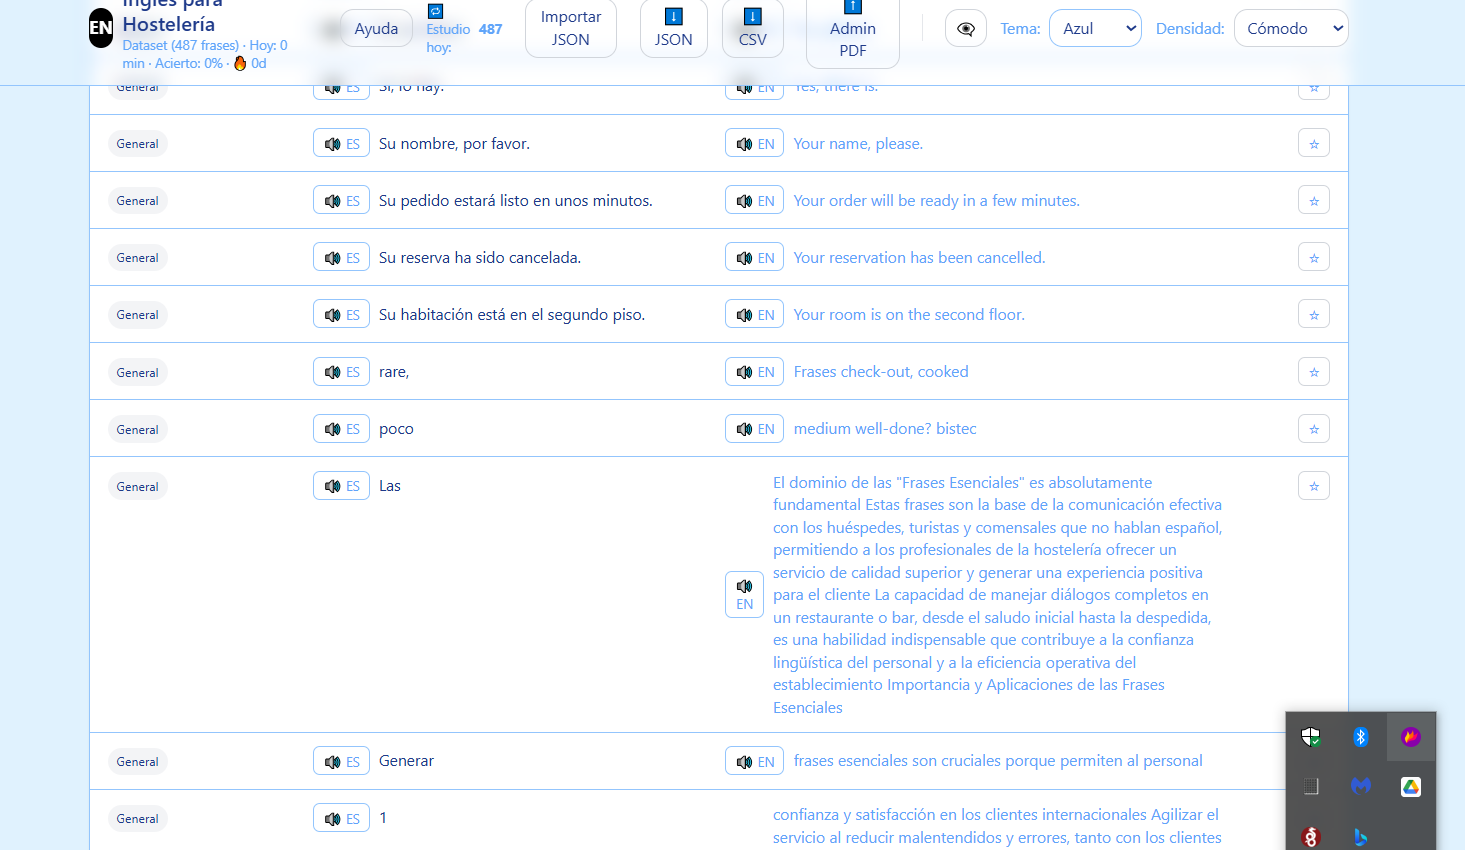 Inglés para
EN
Hostelería
Dataset (487 frases) · Hoy: 0
min · Acierto: 0% · 0d
Ayuda
Estudio 487
hoy:
Importar
JSON
JSON
CSV
Admin
PDF
Tema: Azul
Densidad: Cómodo
General ES Sí, lo hay. EN Yes, there is.
General ES Su nombre, por favor. EN Your name, please.
General ES Su pedido estará listo en unos minutos. EN Your order will be ready in a few minutes.
General ES Su reserva ha sido cancelada. EN Your reservation has been cancelled.
General ES Su habitación está en el segundo piso. EN Your room is on the second floor.
General ES rare, EN Frases check-out, cooked
General ES poco EN medium well-done? bistec
General ES Las
EN
El dominio de las "Frases Esenciales" es absolutamente
fundamental Estas frases son la base de la comunicación efectiva
con los huéspedes, turistas y comensales que no hablan español,
permitiendo a los profesionales de la hostelería ofrecer un
servicio de calidad superior y generar una experiencia positiva
para el cliente La capacidad de manejar diálogos completos en
un restaurante o bar, desde el saludo inicial hasta la despedida,
es una habilidad indispensable que contribuye a la confianza
lingüística del personal y a la eficiencia operativa del
establecimiento Importancia y Aplicaciones de las Frases
Esenciales
General ES Generar EN frases esenciales son cruciales porque permiten al personal
General ES 1
confianza y satisfacción en los clientes internacionales Agilizar el
servicio al reducir malentendidos y errores, tanto con los clientes